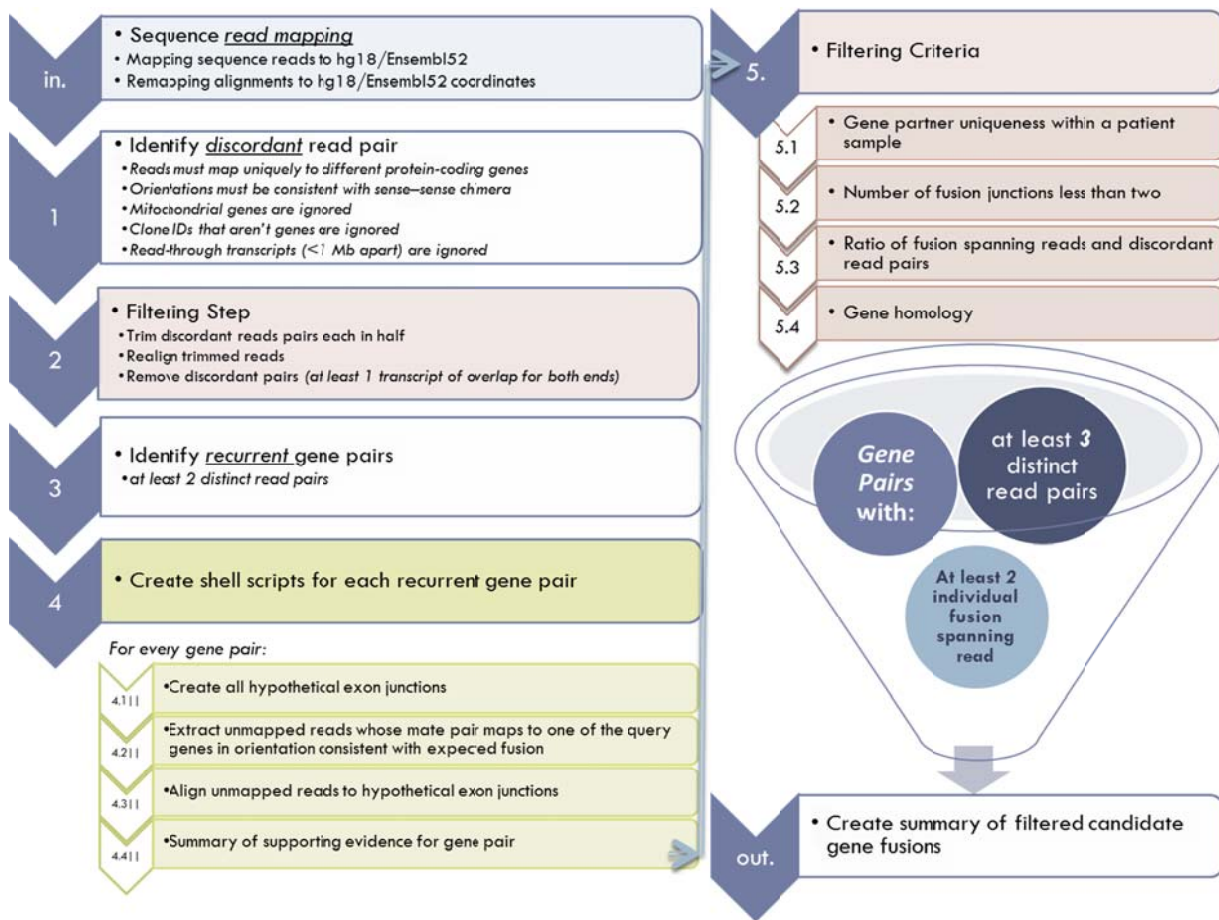 in.
• Sequence read mapping
• Mapping sequence reads to hg18/Ensembl52
• Remapping alignments to hg18/Ensembl52 coordinates
1
• Identify discordant read pair
• Reads must map uniquely to different protein-coding genes
• Orientations must be consistent with sense–sense chimera
• Mitochondrial genes are ignored
• Clone IDs that aren't genes are ignored
• Read-through transcripts (<1 Mb apart) are ignored
2
• Filtering Step
• Trim discordant reads pairs each in half
• Realign trimmed reads
• Remove discordant pairs (at least 1 transcript of overlap for both ends)
3
• Identify recurrent gene pairs
• at least 2 distinct read pairs
4
• Create shell scripts for each recurrent gene pair
For every gene pair:
4.1||
• Create all hypothetical exon junctions
4.2||
• Extract unmapped reads whose mate pair maps to one of the query
genes in orientation consistent with expeced fusion
4.3||
• Align unmapped reads to hypothetical exon junctions
4.4||
• Summary of supporting evidence for gene pair
5.
• Filtering Criteria
5.1
• Gene partner uniqueness within a patient
sample
5.2
• Number of fusion junctions less than two
5.3
• Ratio of fusion spanning reads and discordant
read pairs
5.4
• Gene homology
Gene
Pairs
with:
at least 3
distinct
read pairs
At least 2
individual
fusion
spanning
read
out.
• Create summary of filtered candidate
gene fusions